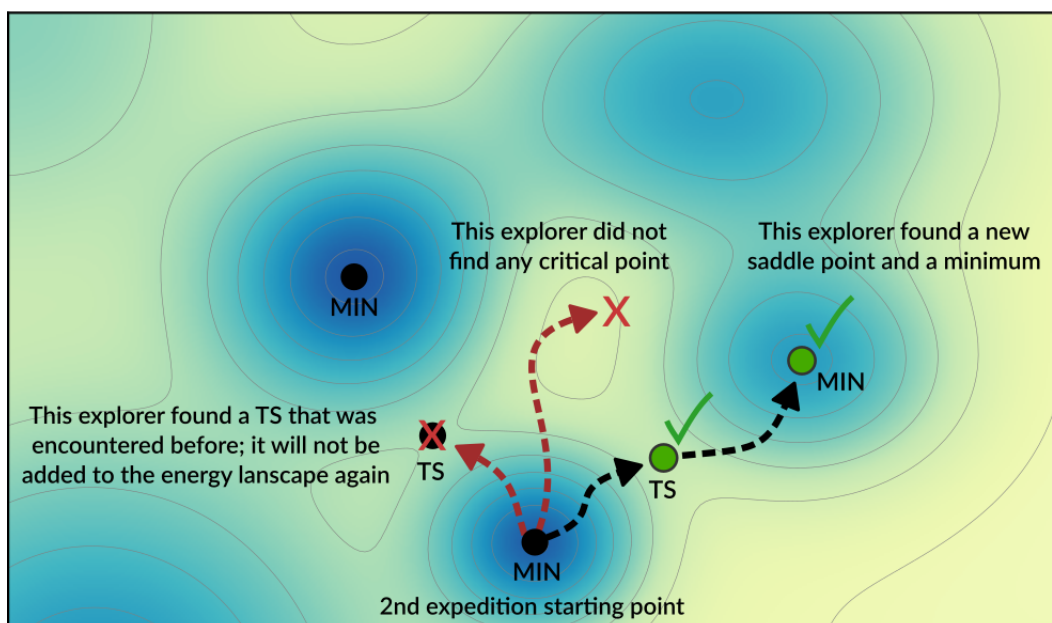 This explorer did not
find any critical point
This explorer found a new
saddle point and a minimum
MIN
MIN
This explorer found a TS that was
encountered before; it will not be
added to the energy lanscape again
X
X
TS
TS
MIN
2nd expedition starting point